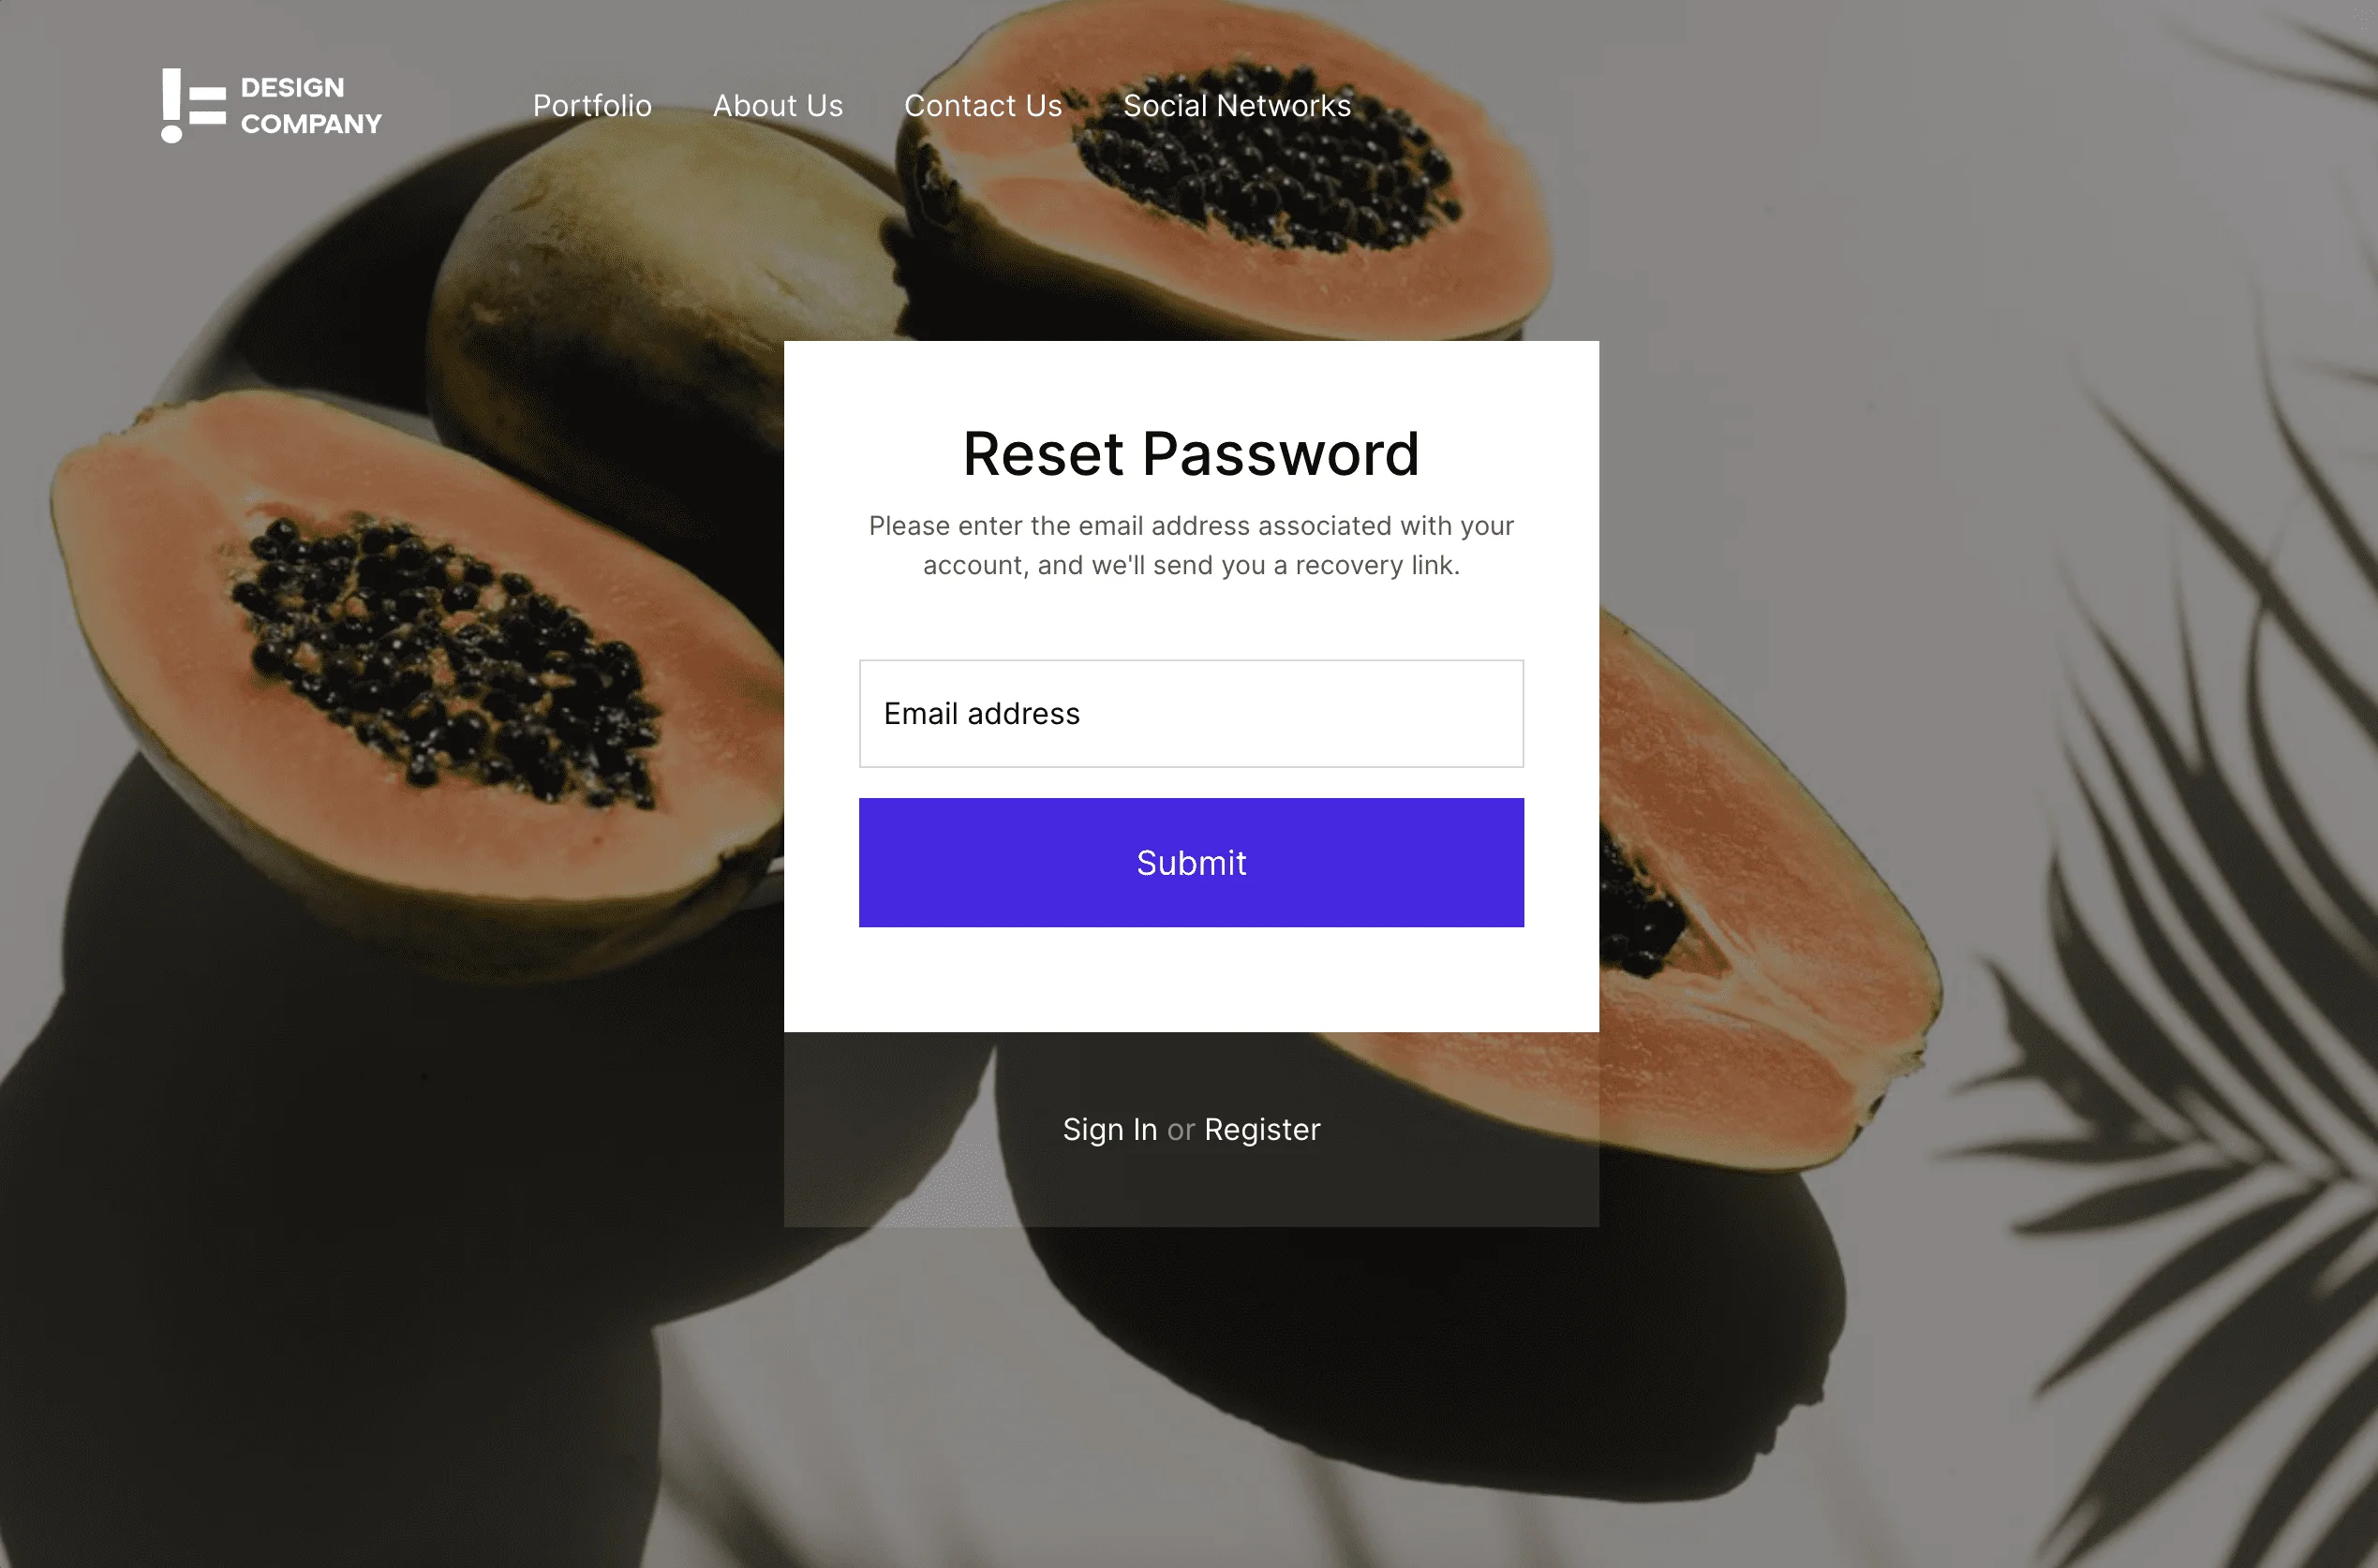 DESIGN
COMPANY
Portfolio About Us Contact Us Social Networks
Reset Password
Please enter the email address associated with your
account, and we'll send you a recovery link.
Email address
Submit
Sign In or Register